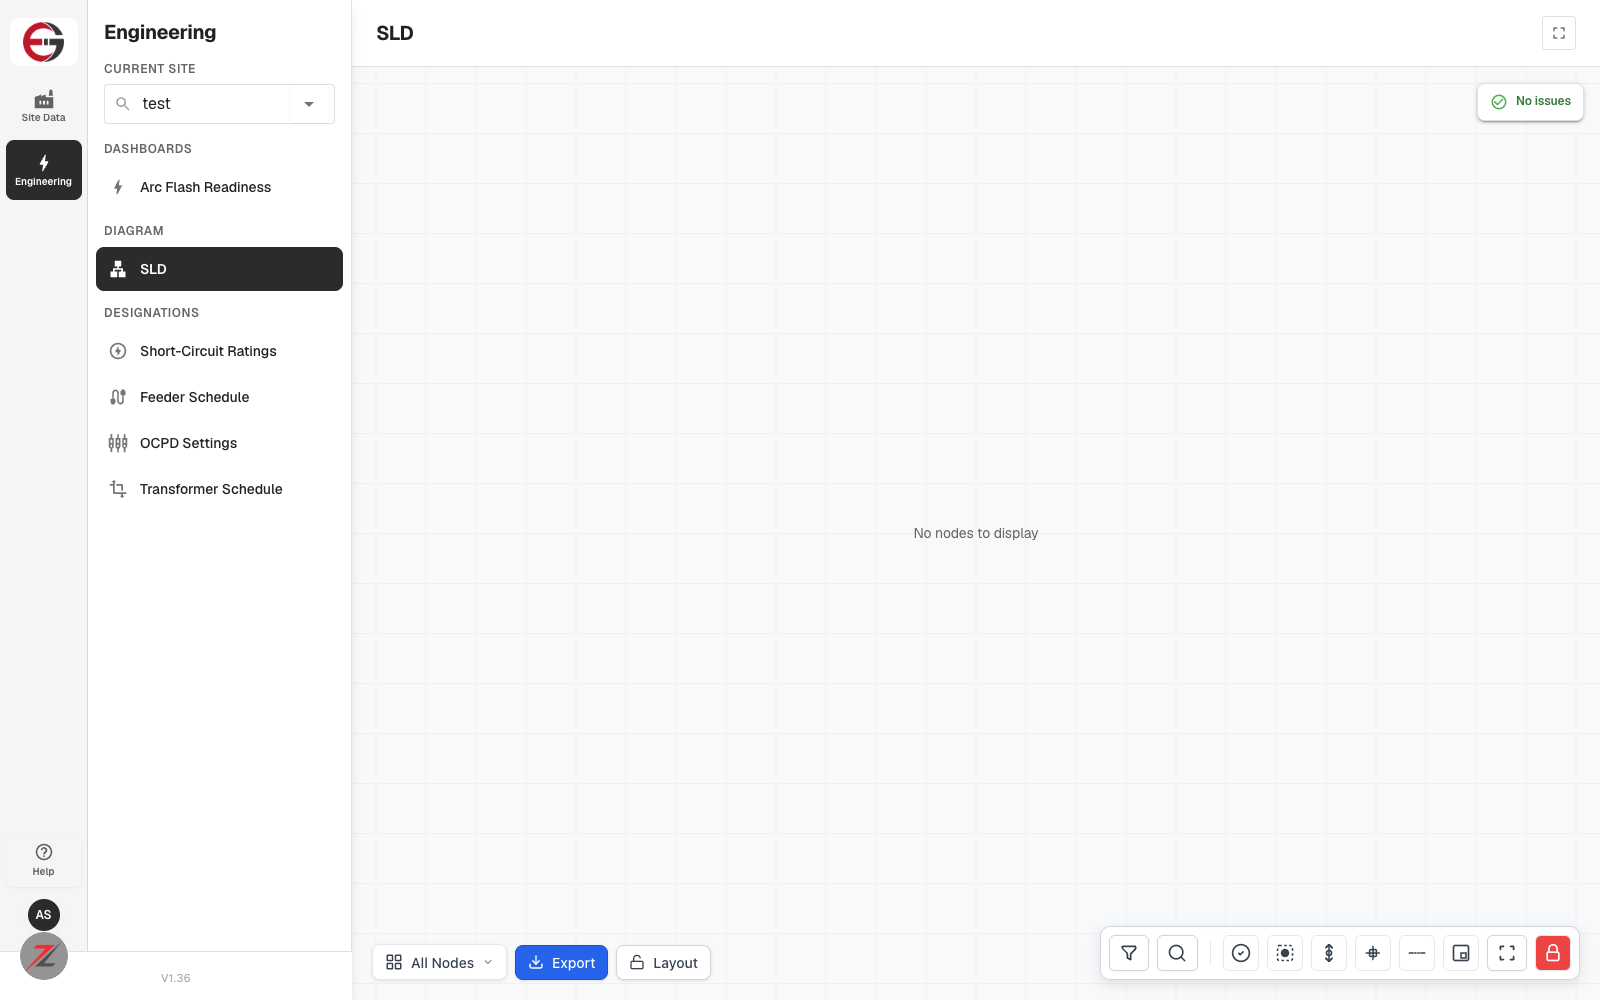 Site Data
Engineering
Help
AS
Engineering
CURRENT SITE
test
DASHBOARDS
Arc Flash Readiness
DIAGRAM
SLD
DESIGNATIONS
Short-Circuit Ratings
Feeder Schedule
OCPD Settings
Transformer Schedule
V1.36
SLD
No issues
No nodes to display
All Nodes
Export
Layout